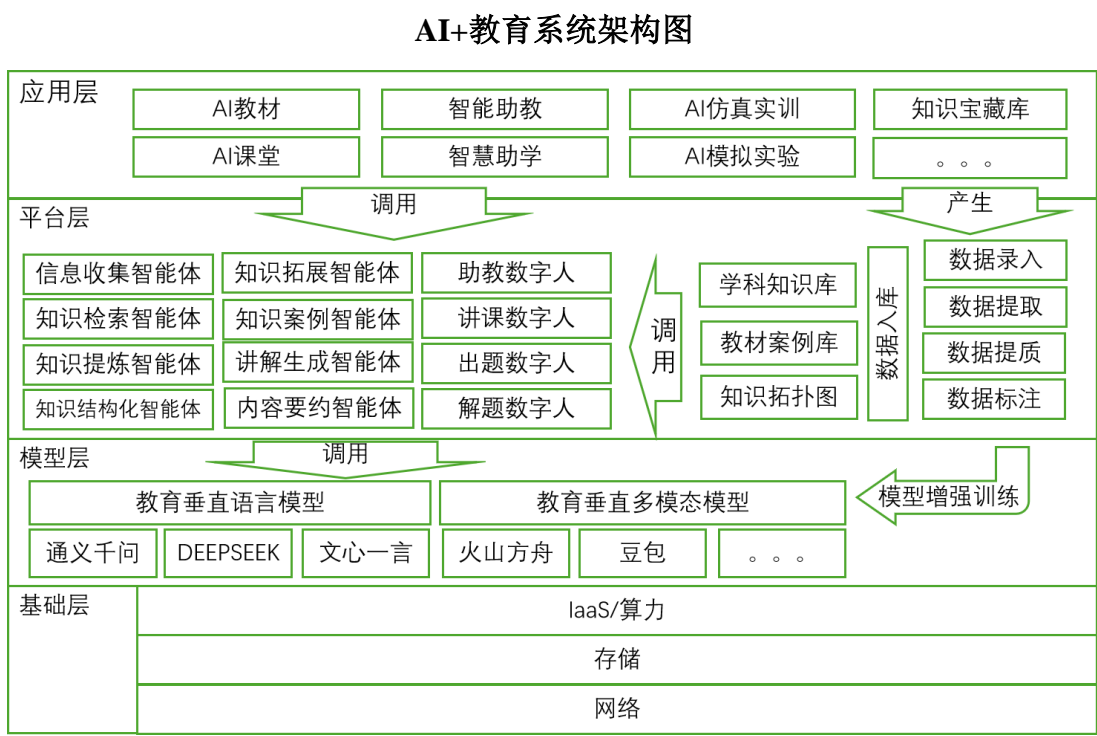 AI+教育系统架构图
应用层
AI教材
智能助教
AI仿真实训
知识宝藏库
AI课堂
智慧助学
AI模拟实验
。。。
调用
产生
平台层
信息收集智能体
知识拓展智能体
助教数字人
知识检索智能体
知识案例智能体
讲课数字人
知识提炼智能体
讲解生成智能体
出题数字人
知识结构化智能体
内容要约智能体
解题数字人
调用
学科知识库
教材案例库
知识拓扑图
数据入库
数据录入
数据提取
数据提质
数据标注
模型层
调用
教育垂直语言模型
教育垂直多模态模型
模型增强训练
通义千问
DEEPSEEK
文心一言
火山方舟
豆包
。。。
基础层
IaaS/算力
存储
网络